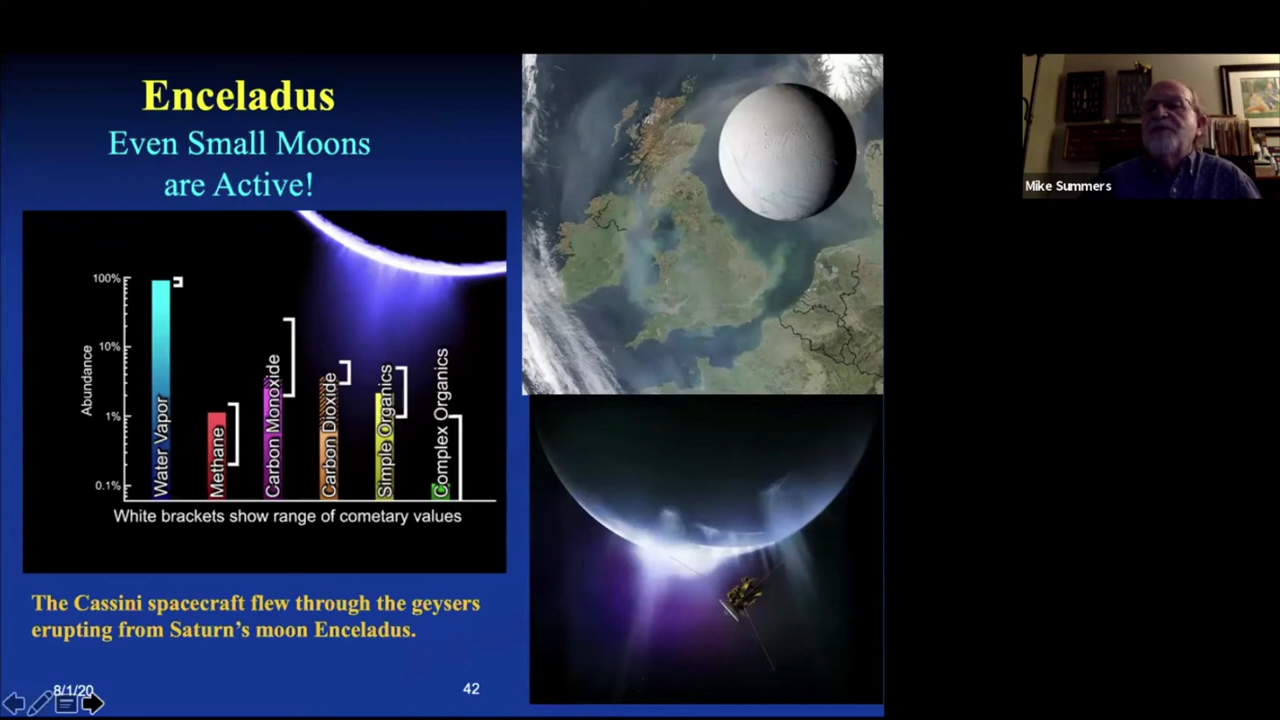 Enceladus
Even Small Moons
are Active!
100%
10%
1%
0.1%
Abundance
Water Vapor
Methane
Carbon Monoxide
Carbon Dioxide
Simple Organics
Complex Organics
White brackets show range of cometary values
The Cassini spacecraft flew through the geysers
erupting from Saturn's moon Enceladus.
8/1/20
42
Mike Summers